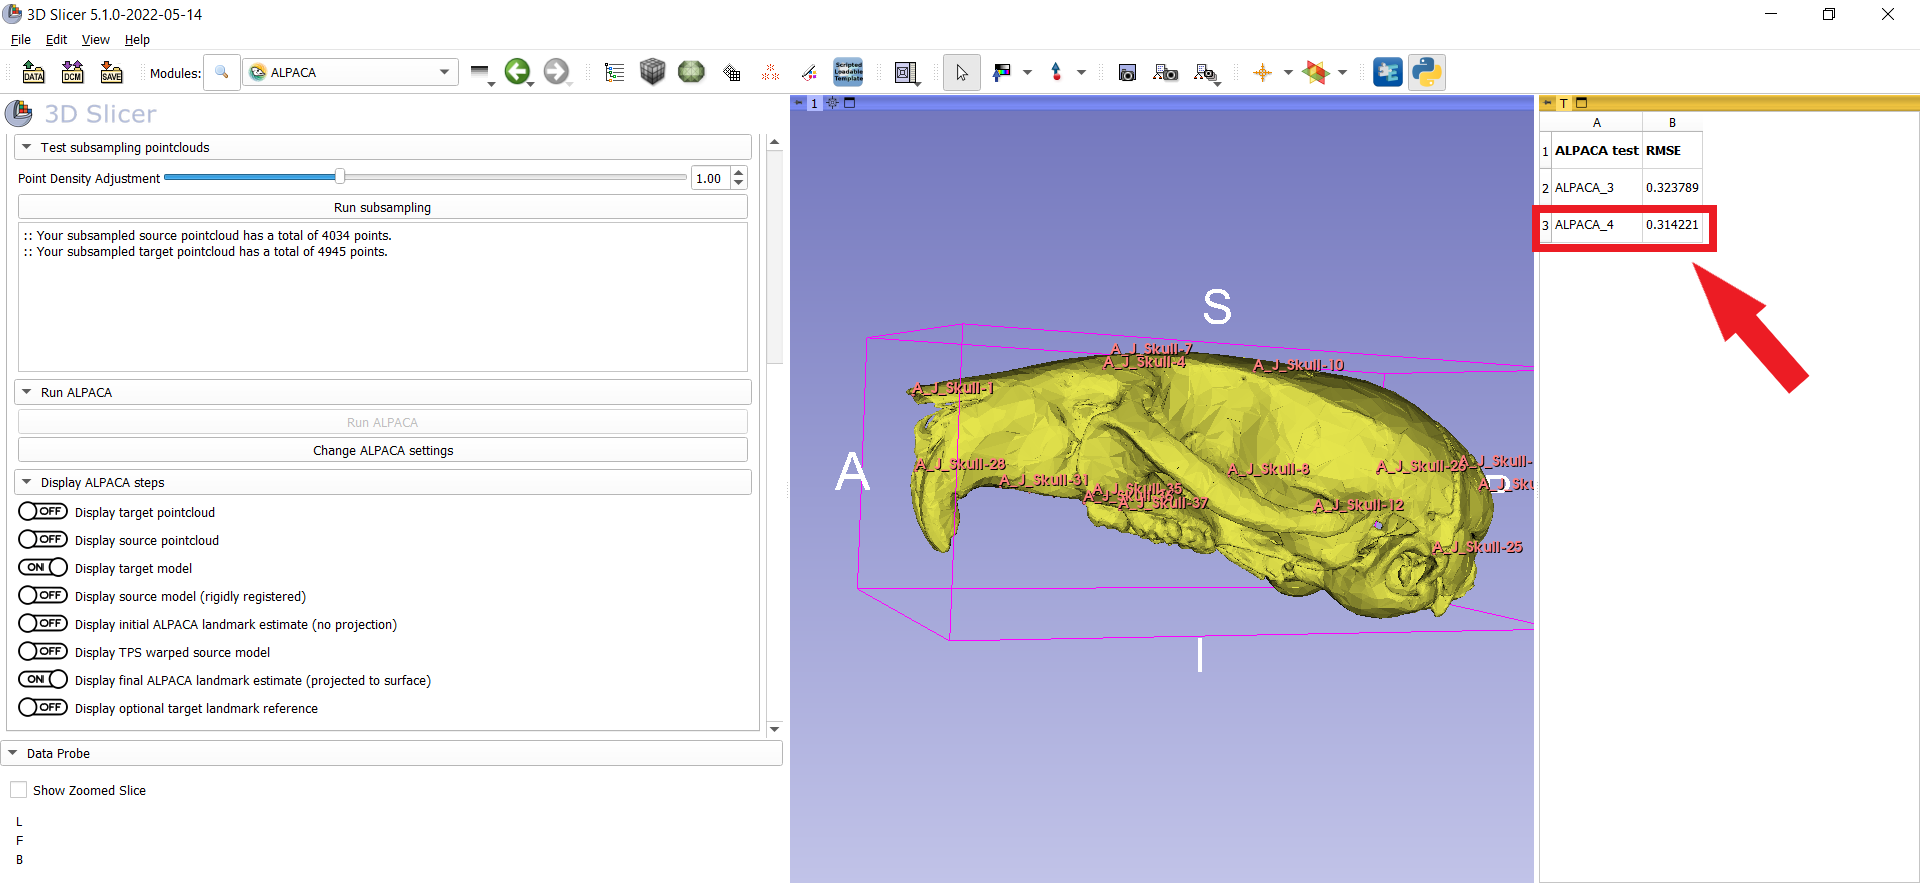 3D Slicer 5.1.0-2022-05-14
File Edit View Help
DATA DCM SAVE Modules: ALPACA Scripted Loadable Template
3D Slicer
Test subsampling pointclouds
Point Density Adjustment 1.00
Run subsampling
:: Your subsampled source pointcloud has a total of 4034 points.
:: Your subsampled target pointcloud has a total of 4945 points.
Run ALPACA
Run ALPACA
Change ALPACA settings
Display ALPACA steps
OFF Display target pointcloud
OFF Display source pointcloud
ON Display target model
OFF Display source model (rigidly registered)
OFF Display initial ALPACA landmark estimate (no projection)
OFF Display TPS warped source model
ON Display final ALPACA landmark estimate (projected to surface)
OFF Display optional target landmark reference
Data Probe
Show Zoomed Slice
L
F
B
1
S
A_J_Skull-7
A_J_Skull-4
A_J_Skull-10
A_J_Skull-1
A
A_J_Skull-28
A_J_Skull-8
A_J_Skull-26
A_J_Skull-
A_J_Skull-31
A_J_Skull-35
A_J_Sku
A_J_Skull-37
A_J_Skull-12
A_J_Skull-25
I
T
A B
1 ALPACA test RMSE
2 ALPACA_3 0.323789
3 ALPACA_4 0.314221